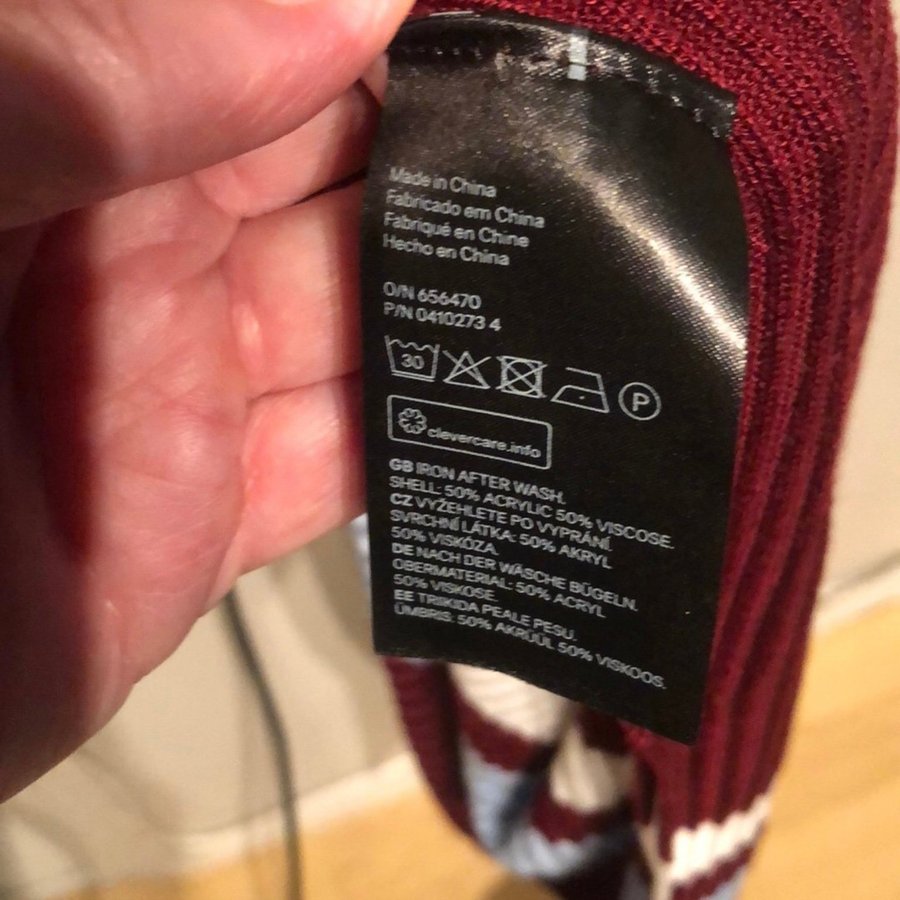 Made in China
Fabricado em China
Fabriqué en Chine
Hecho en China
O/N 656470
P/N 0410273 4
30
P
clevercare.info
GB IRON AFTER WASH.
SHELL: 50% ACRYLIC 50% VISCOSE.
CZ VYŽEHLETE PO VYPRÁNÍ.
SVRCHNÍ LÁTKA: 50% AKRYL
50% VISKÓZA.
DE NACH DER WÄSCHE BÜGELN.
OBERMATERIAL: 50% ACRYL
50% VISKOSE.
EE TRIIKIDA PEALE PESU.
ÜMBRIS: 50% AKRÜÜL 50% VISKOOS.